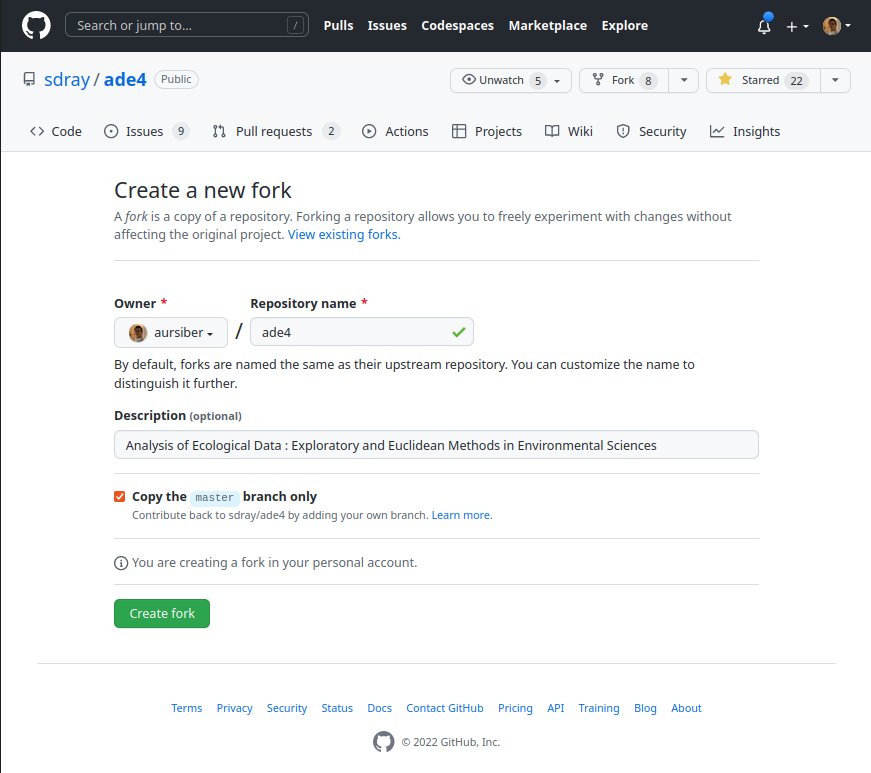 Search or jump to... / Pulls Issues Codespaces Marketplace Explore
sdray / ade4 Public Unwatch 5 Fork 8 Starred 22
Code Issues 9 Pull requests 2 Actions Projects Wiki Security Insights
Create a new fork
A fork is a copy of a repository. Forking a repository allows you to freely experiment with changes without
affecting the original project. View existing forks.
Owner * Repository name *
aursiber / ade4
By default, forks are named the same as their upstream repository. You can customize the name to
distinguish it further.
Description (optional)
Analysis of Ecological Data : Exploratory and Euclidean Methods in Environmental Sciences
Copy the master branch only
Contribute back to sdray/ade4 by adding your own branch. Learn more.
You are creating a fork in your personal account.
Create fork
Terms Privacy Security Status Docs Contact GitHub Pricing API Training Blog About
© 2022 GitHub, Inc.